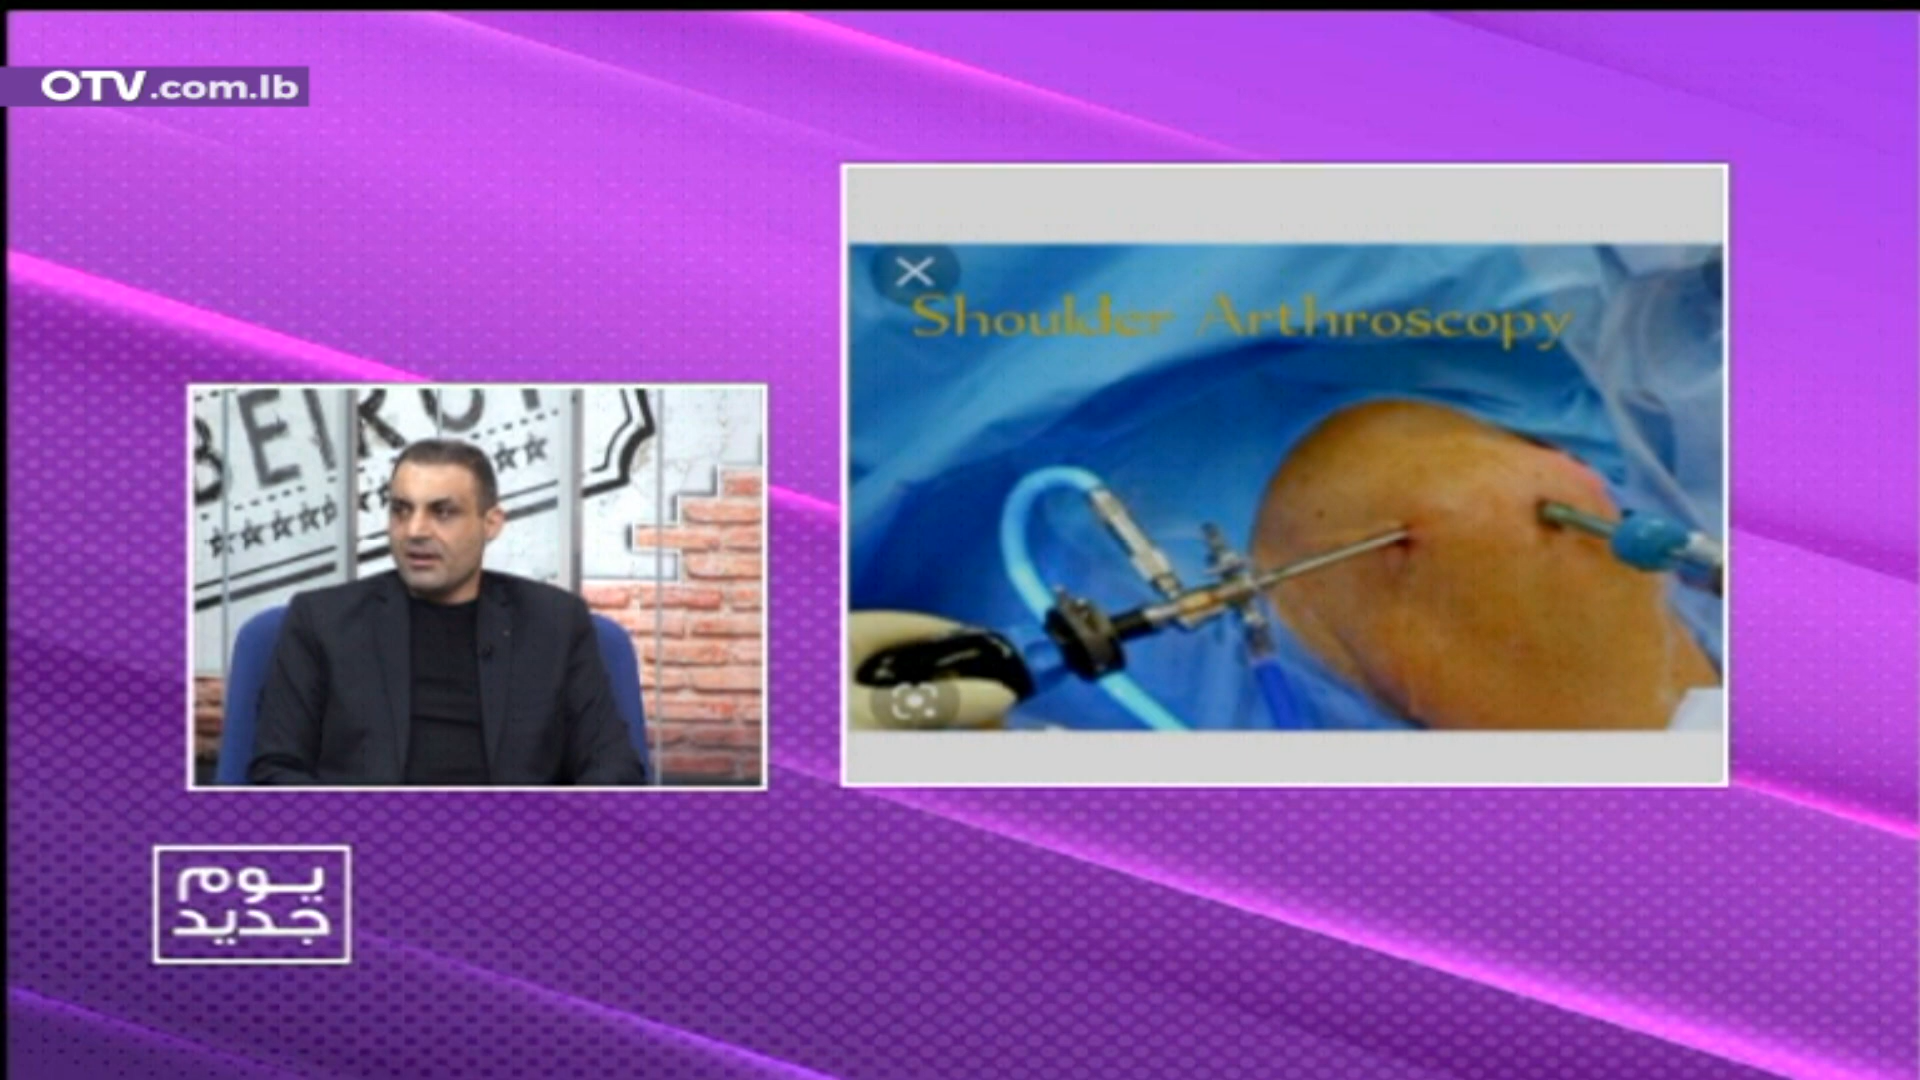 OTV.com.lb
Shoulder Arthroscopy
BEIRUT
يوم
جديد